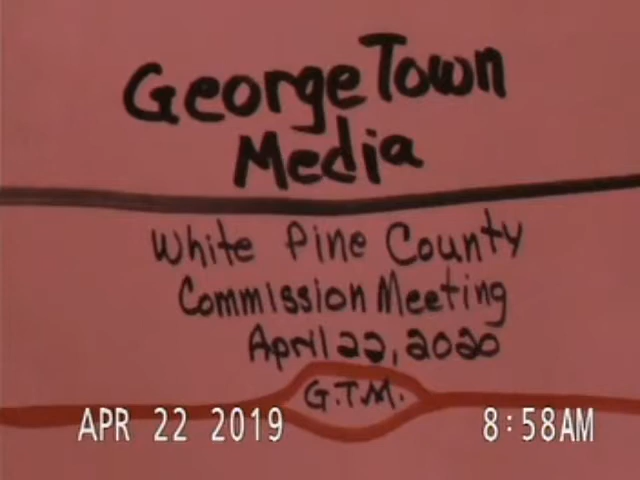 GeorgeTown
Media
White Pine County
Commission Meeting
April 22, 2020
G.T.M.
APR 22 2019 8:58AM